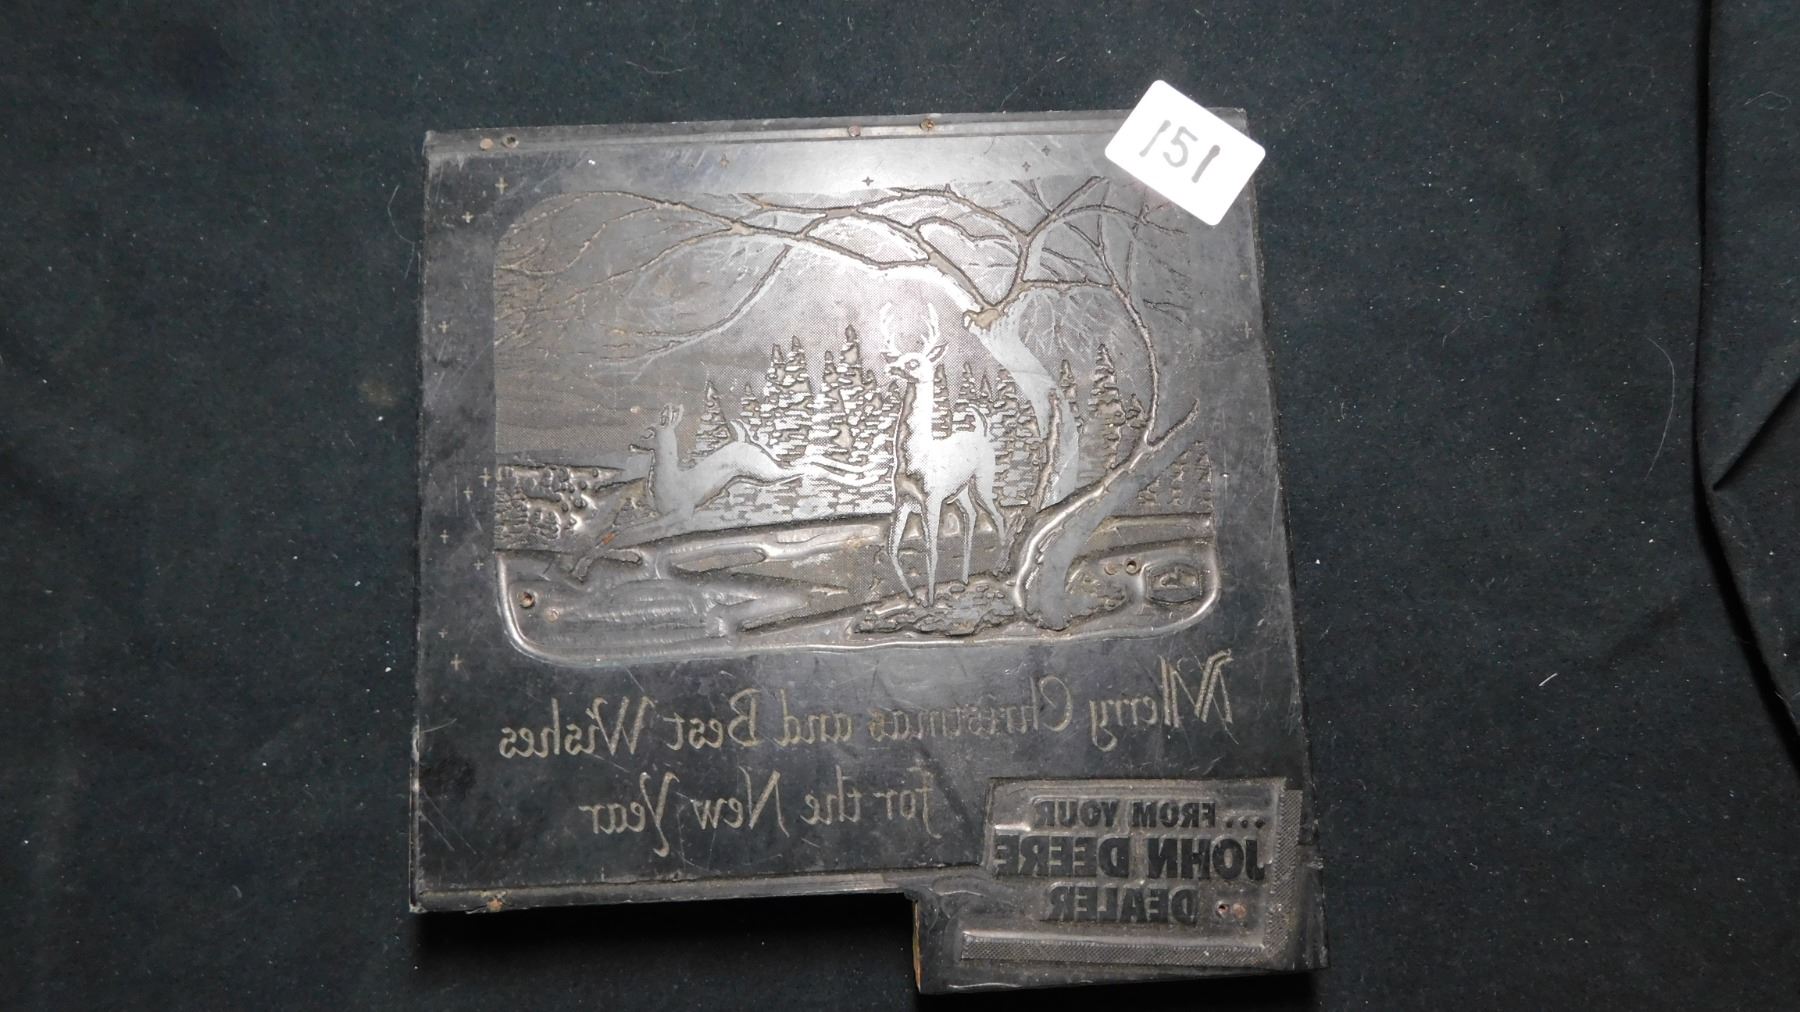 151
Merry Christmas and Best Wishes
for the New Year
...FROM YOUR
JOHN DEERE
DEALER